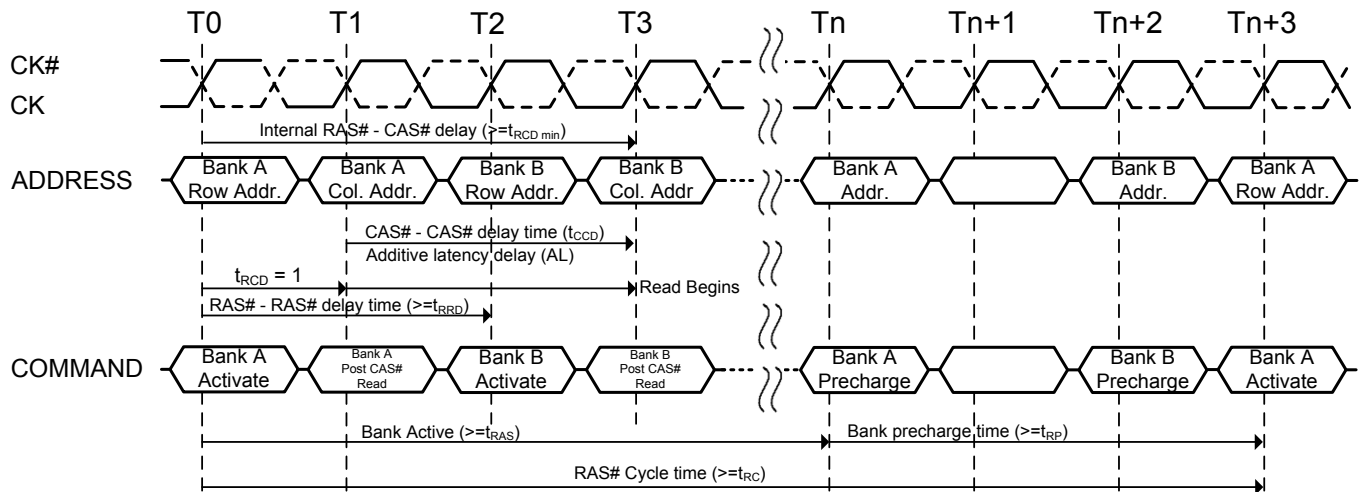 T0 T1 T2 T3 Tn Tn+1 Tn+2 Tn+3
CK#
CK
Internal RAS# - CAS# delay (>=tRCD min)
ADDRESS
Bank A
Row Addr.
Bank A
Col. Addr.
Bank B
Row Addr.
Bank B
Col. Addr
Bank A
Addr.
Bank B
Addr.
Bank A
Row Addr.
CAS# - CAS# delay time (tCCD)
Additive latency delay (AL)
tRCD = 1
Read Begins
RAS# - RAS# delay time (>=tRRD)
COMMAND
Bank A
Activate
Bank A
Post CAS#
Read
Bank B
Activate
Bank B
Post CAS#
Read
Bank A
Precharge
Bank B
Precharge
Bank A
Activate
Bank Active (>=tRAS)
Bank precharge time (>=tRP)
RAS# Cycle time (>=tRC)